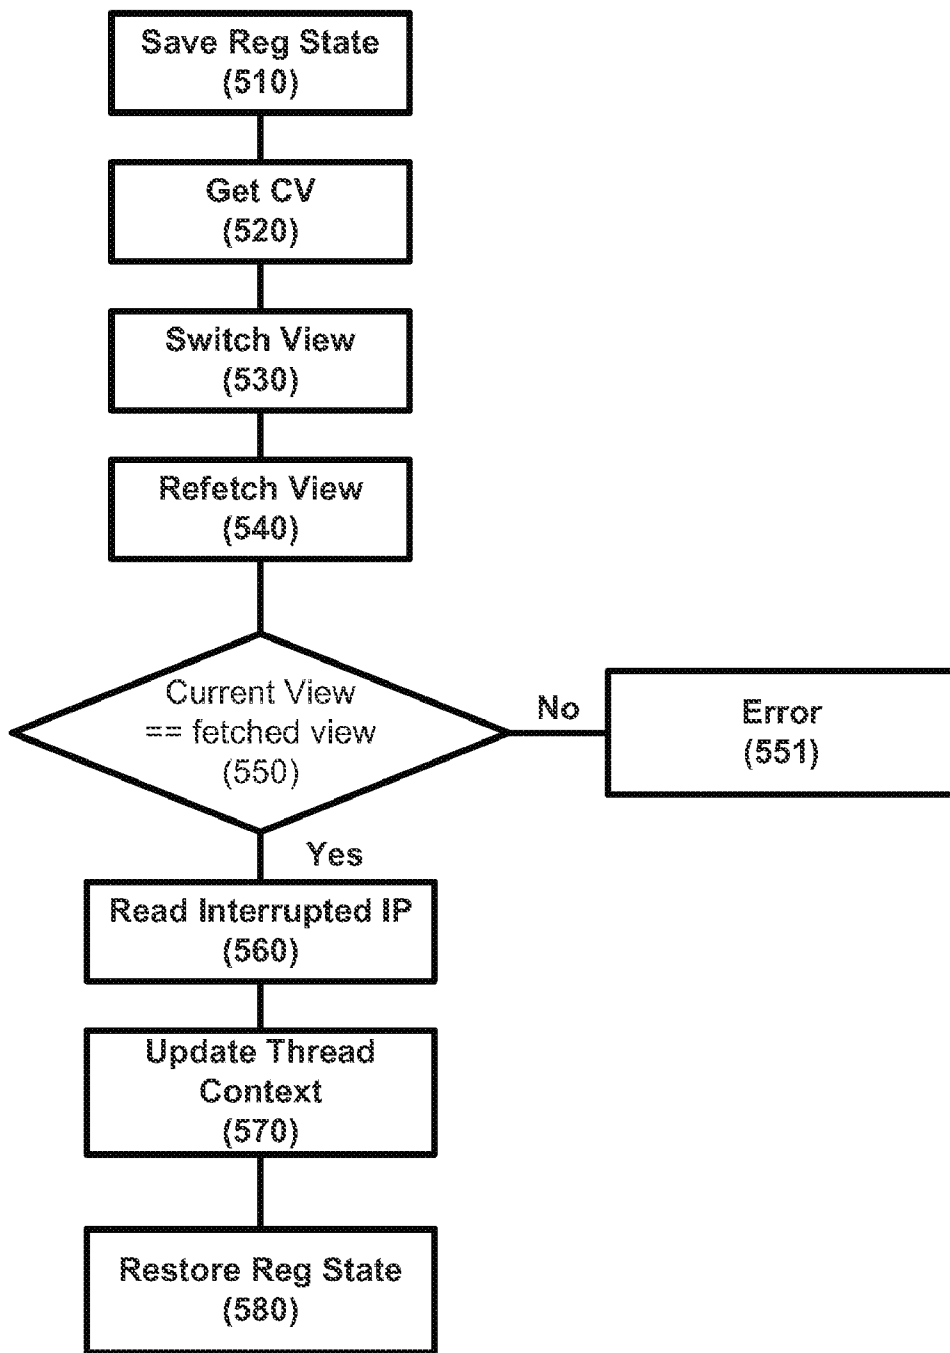 Save Reg State
(510)
Get CV
(520)
Switch View
(530)
Refetch View
(540)
Current View
== fetched view
(550)
No
Error
(551)
Yes
Read Interrupted IP
(560)
Update Thread
Context
(570)
Restore Reg State
(580)